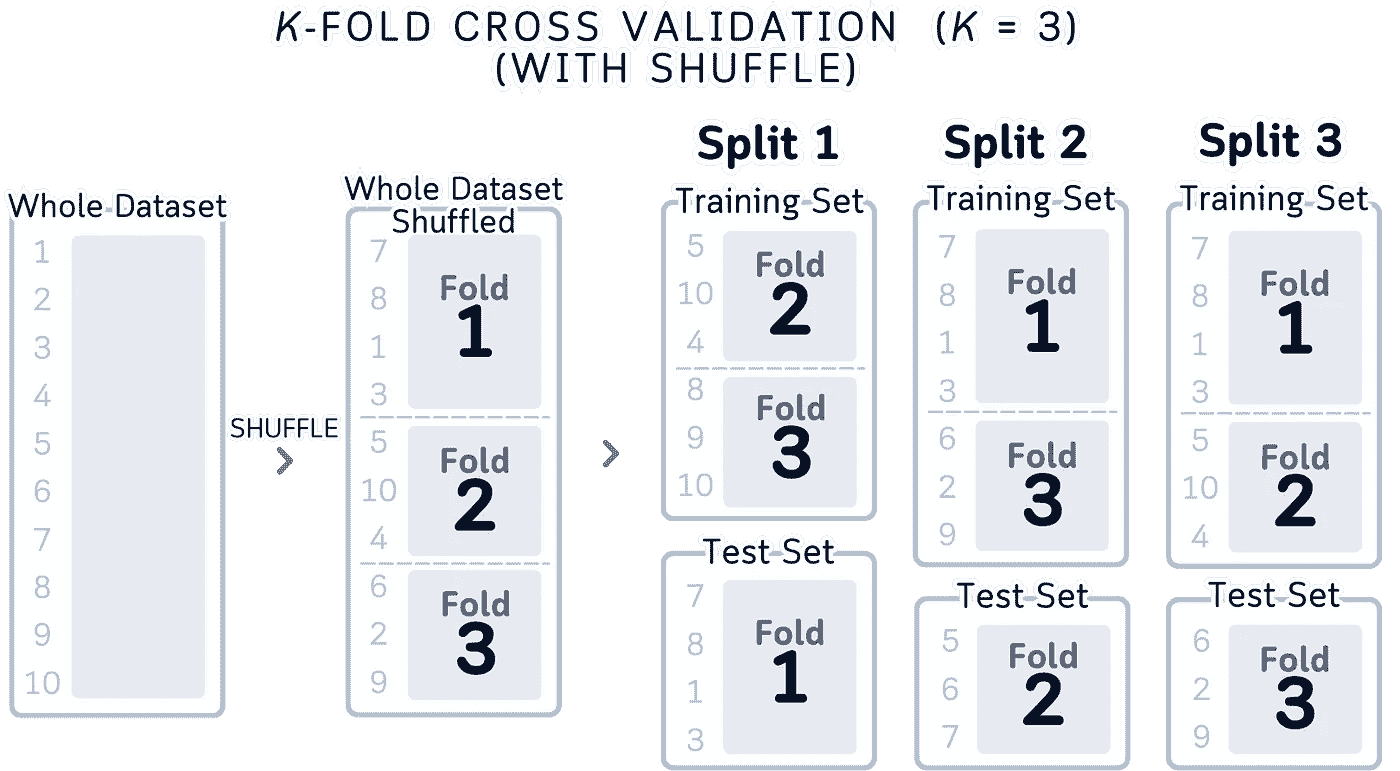 K-FOLD CROSS VALIDATION (K = 3)
(WITH SHUFFLE)
Whole Dataset
1
2
3
4
5
6
7
8
9
10
SHUFFLE
>
Whole Dataset
Shuffled
7
8
1
3
Fold
1
5
10
4
Fold
2
6
2
9
Fold
3
>
Split 1
Training Set
5
10
4
Fold
2
8
9
10
Fold
3
Test Set
7
8
1
3
Fold
1
Split 2
Training Set
7
8
1
3
Fold
1
6
2
9
Fold
3
Test Set
5
6
7
Fold
2
Split 3
Training Set
7
8
1
3
Fold
1
5
10
4
Fold
2
Test Set
6
2
9
Fold
3